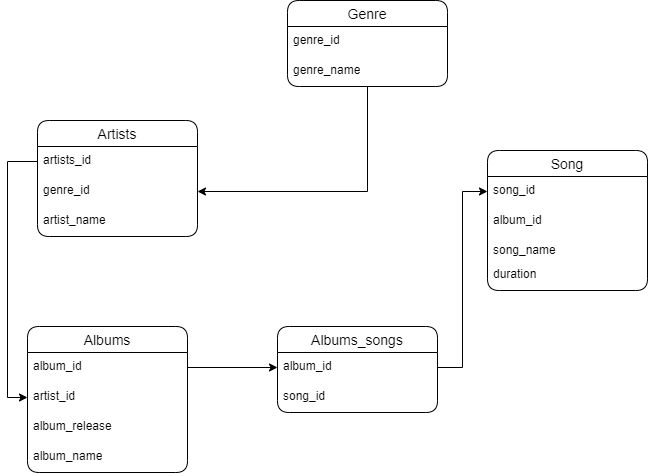 Genre
genre_id
genre_name
Artists
artists_id
genre_id
artist_name
Song
song_id
album_id
song_name
duration
Albums
album_id
artist_id
album_release
album_name
Albums_songs
album_id
song_id